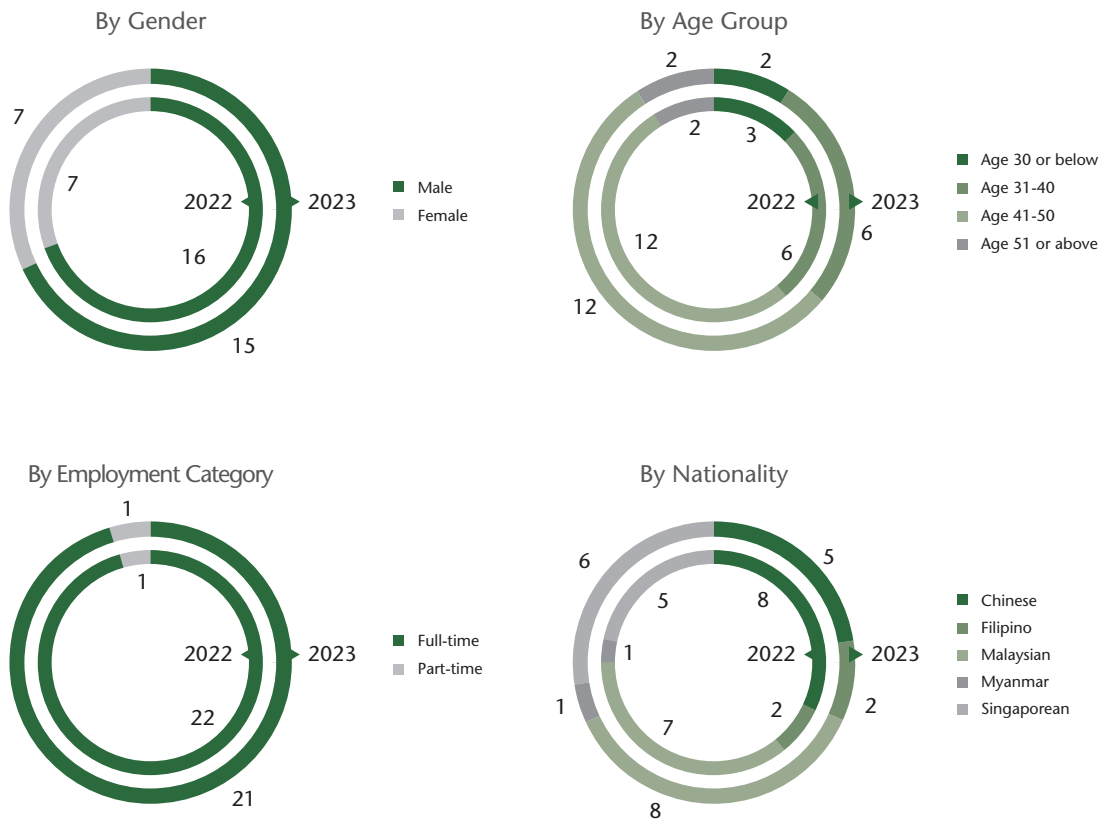 By Gender
7
7
2022
2023
16
15
Male
Female
By Age Group
2
2
2
3
2022
2023
6
12
6
12
Age 30 or below
Age 31-40
Age 41-50
Age 51 or above
By Employment Category
1
1
2022
2023
22
21
Full-time
Part-time
By Nationality
6
5
5
8
1
2022
2023
1
2
2
7
8
Chinese
Filipino
Malaysian
Myanmar
Singaporean